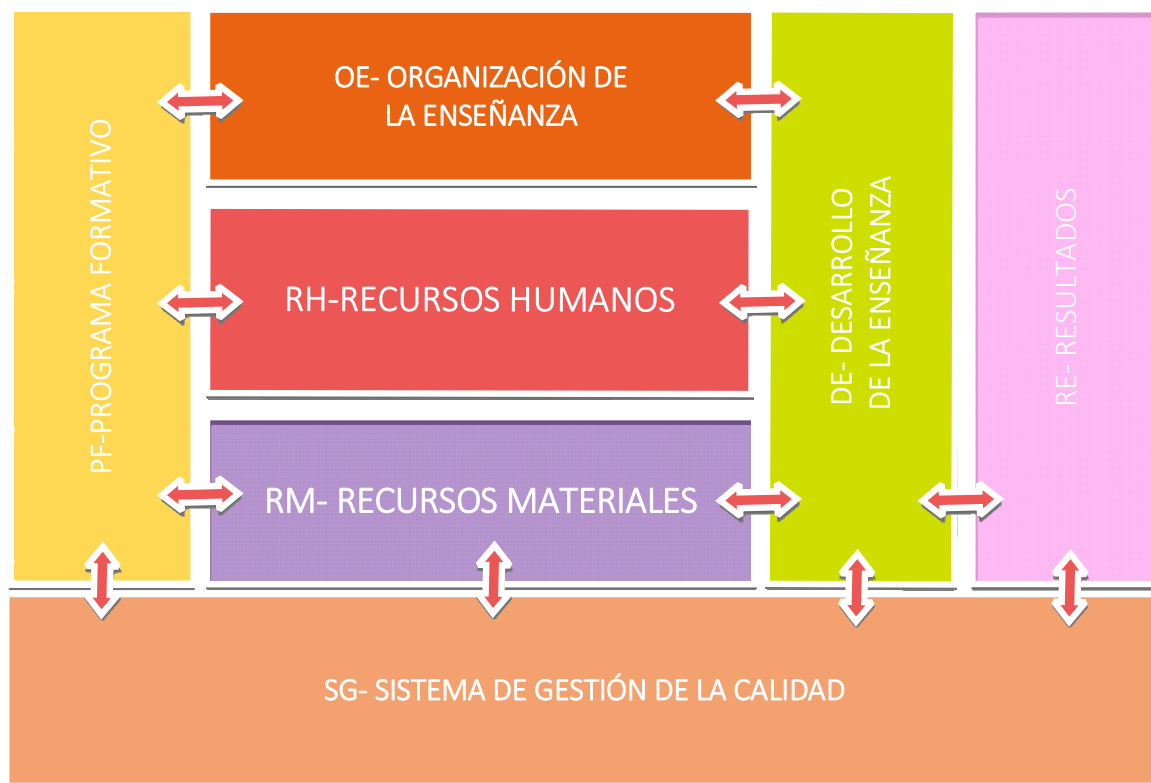 PF-PROGRAMA FORMATIVO
OE- ORGANIZACIÓN DE
LA ENSEÑANZA
RH-RECURSOS HUMANOS
RM- RECURSOS MATERIALES
DE- DESARROLLO
DE LA ENSEÑANZA
RE- RESULTADOS
SG- SISTEMA DE GESTIÓN DE LA CALIDAD